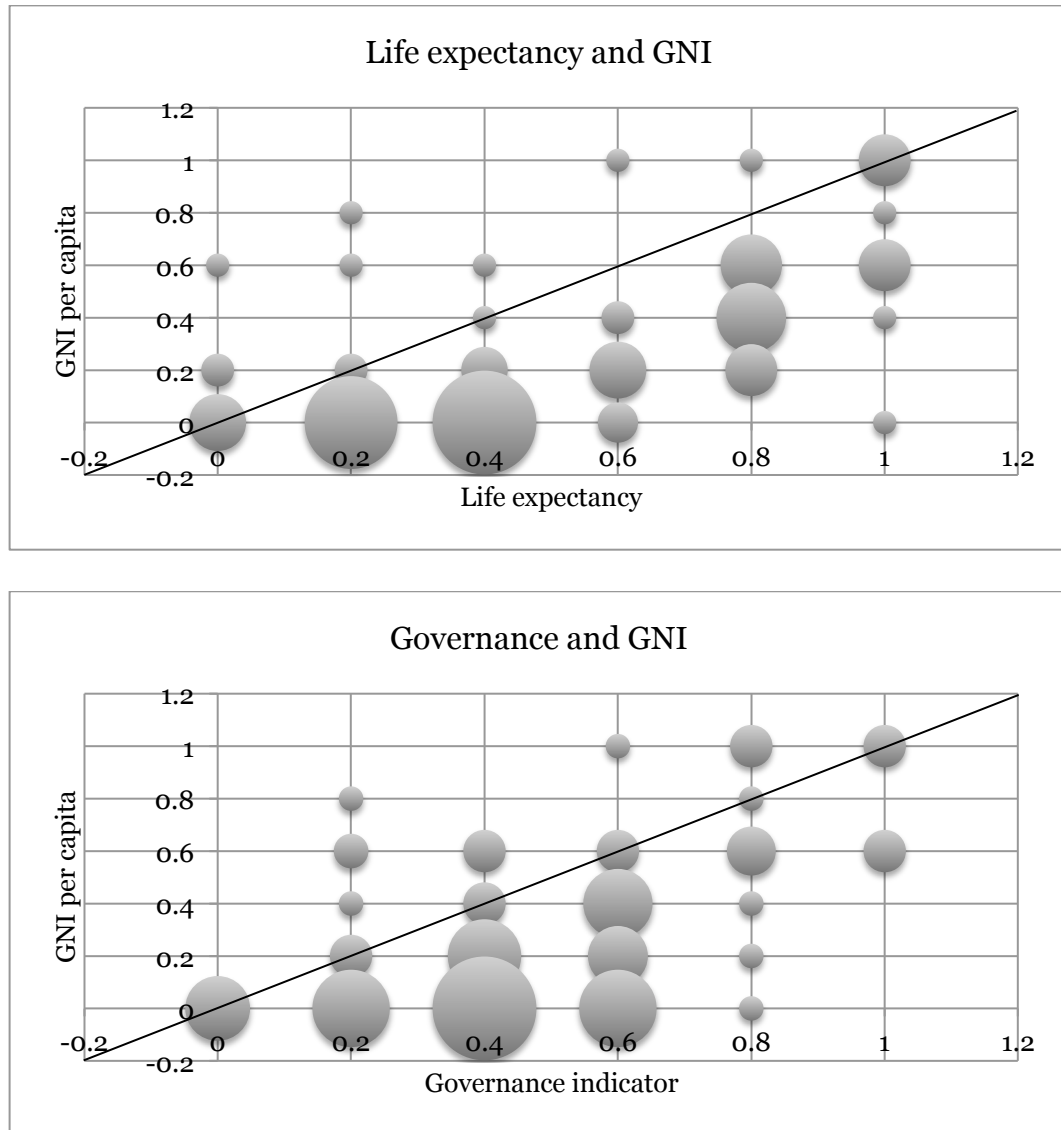 Life expectancy and GNI
1.2
1
0.8
0.6
0.4
0.2
0
-0.2
-0.2 0 0.2 0.4 0.6 0.8 1 1.2
GNI per capita
Life expectancy
Governance and GNI
1.2
1
0.8
0.6
0.4
0.2
0
-0.2
-0.2 0 0.2 0.4 0.6 0.8 1 1.2
GNI per capita
Governance indicator